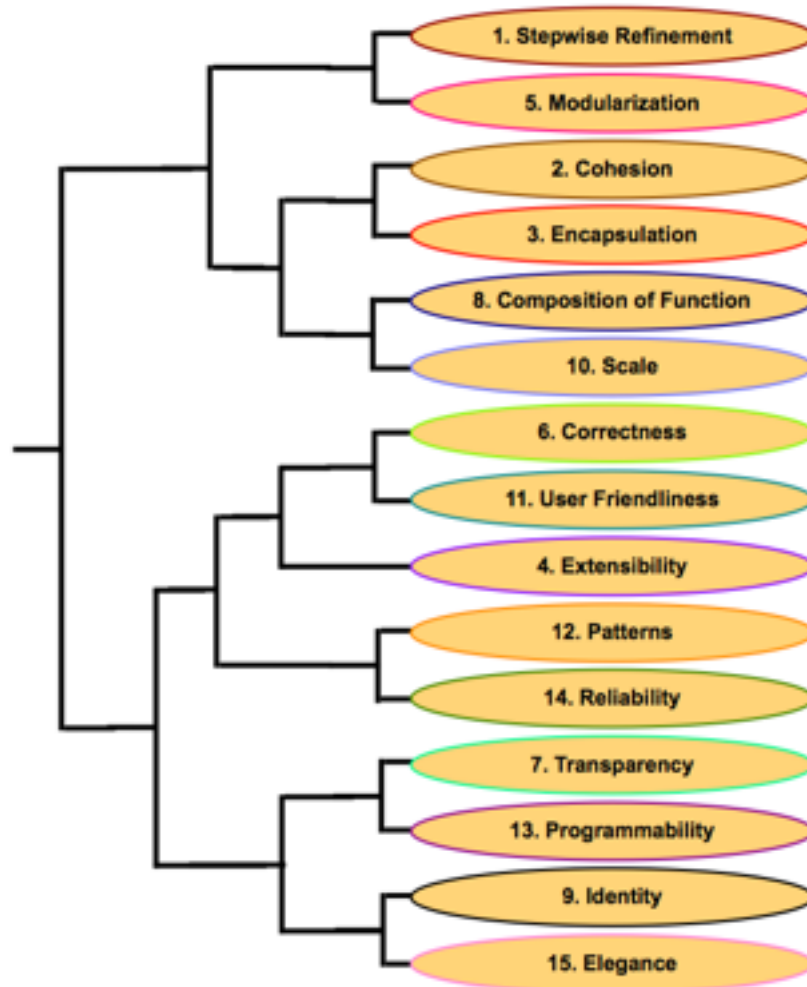 1. Stepwise Refinement
5. Modularization
2. Cohesion
3. Encapsulation
8. Composition of Function
10. Scale
6. Correctness
11. User Friendliness
4. Extensibility
12. Patterns
14. Reliability
7. Transparency
13. Programmability
9. Identity
15. Elegance